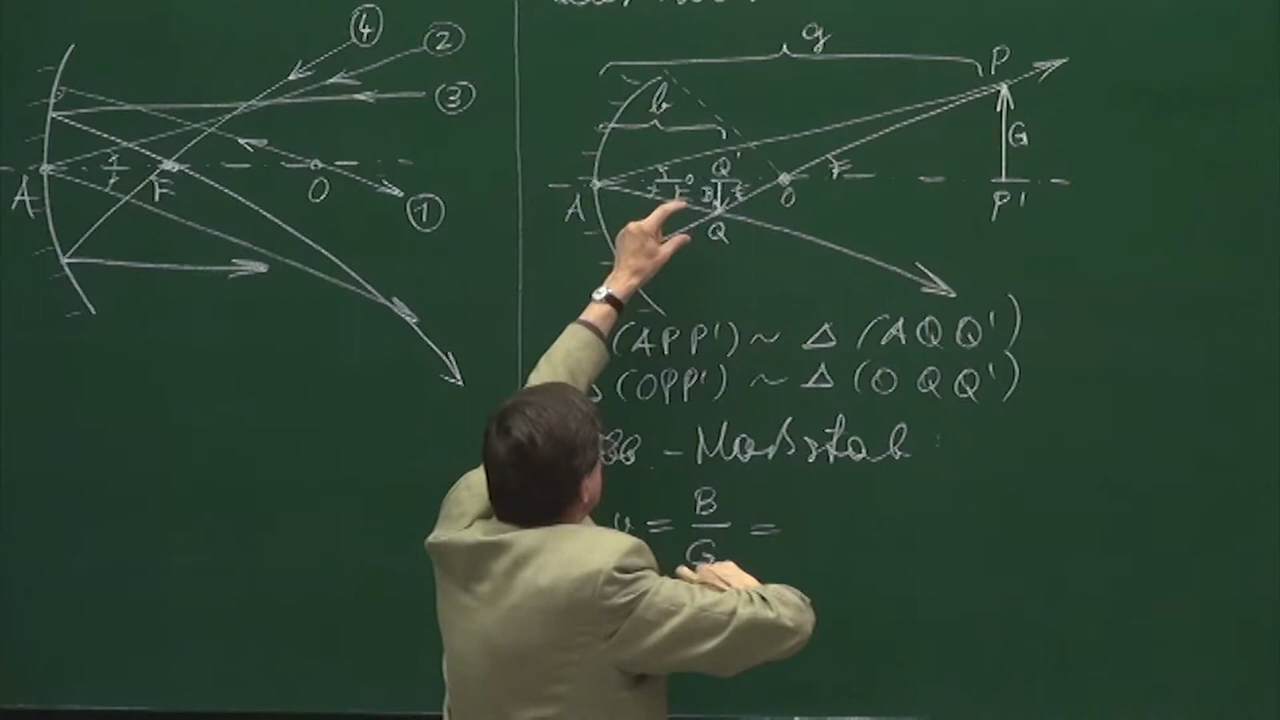 4
2
3
A
F
O
1
g
P
b
G
Q'
F
B
O
A
P'
Q
(APP') ~ Δ (AQQ')
(OPP') ~ Δ (OQQ')
- Maßstab :
= B
G =